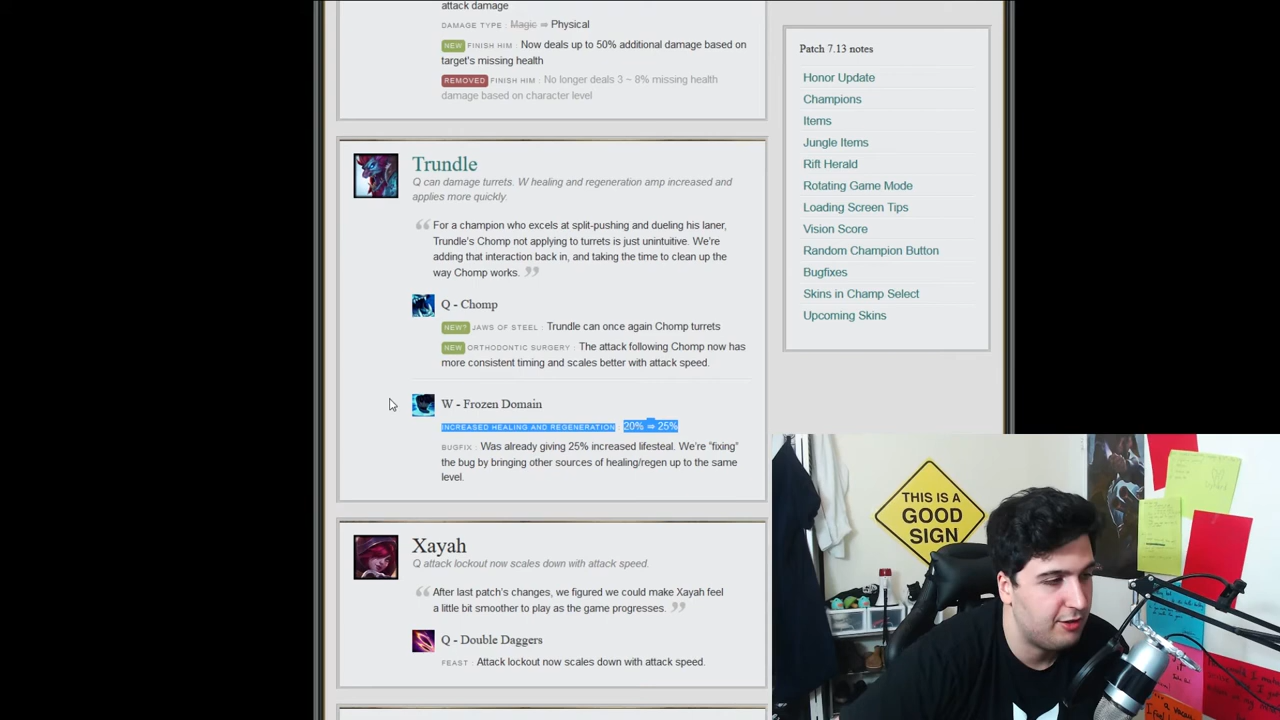 attack damage
DAMAGE TYPE : Magic ⇒ Physical
NEW FINISH HIM : Now deals up to 50% additional damage based on
target's missing health
REMOVED FINISH HIM : No longer deals 3 ~ 8% missing health
damage based on character level
Trundle
Q can damage turrets. W healing and regeneration amp increased and
applies more quickly.
“ For a champion who excels at split-pushing and dueling his laner,
Trundle's Chomp not applying to turrets is just unintuitive. We're
adding that interaction back in, and taking the time to clean up the
way Chomp works. ”
Q - Chomp
NEW? JAWS OF STEEL : Trundle can once again Chomp turrets
NEW ORTHODONTIC SURGERY : The attack following Chomp now has
more consistent timing and scales better with attack speed.
W - Frozen Domain
INCREASED HEALING AND REGENERATION : 20% ⇒ 25%
BUGFIX : Was already giving 25% increased lifesteal. We're "fixing"
the bug by bringing other sources of healing/regen up to the same
level.
Xayah
Q attack lockout now scales down with attack speed.
“ After last patch's changes, we figured we could make Xayah feel
a little bit smoother to play as the game progresses. ”
Q - Double Daggers
FEAST : Attack lockout now scales down with attack speed.
Patch 7.13 notes
Honor Update
Champions
Items
Jungle Items
Rift Herald
Rotating Game Mode
Loading Screen Tips
Vision Score
Random Champion Button
Bugfixes
Skins in Champ Select
Upcoming Skins
THIS IS A
GOOD
SIGN